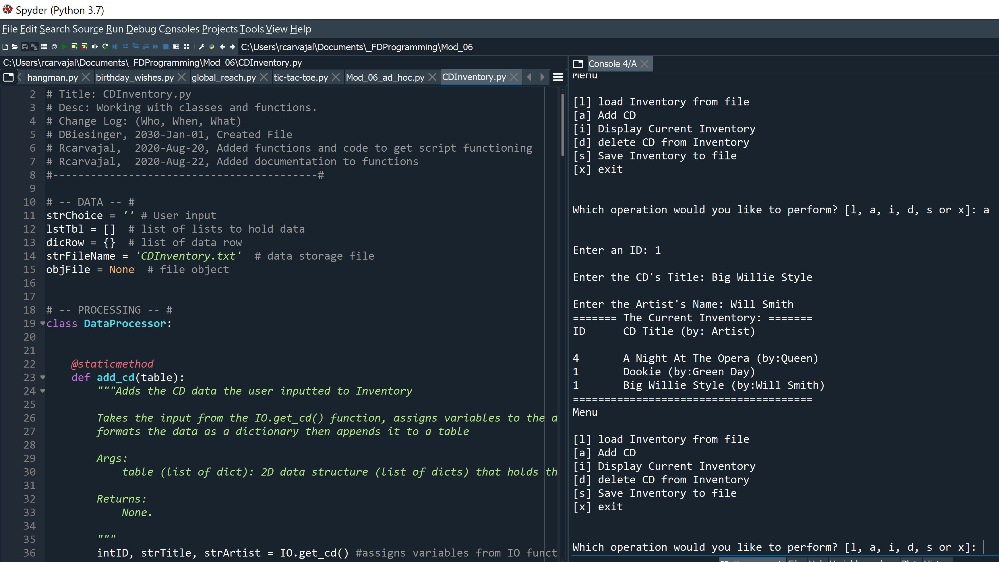 Spyder (Python 3.7)
File Edit Search Source Run Debug Consoles Projects Tools View Help
C:\Users\rcarvajal\Documents\_FDProgramming\Mod_06
C:\Users\rcarvajal\Documents\_FDProgramming\Mod_06\CDInventory.py
hangman.py birthday_wishes.py global_reach.py tic-tac-toe.py Mod_06_ad_hoc.py CDInventory.py
2 # Title: CDInventory.py
3 # Desc: Working with classes and functions.
4 # Change Log: (Who, When, What)
5 # DBiesinger, 2030-Jan-01, Created File
6 # Rcarvajal,  2020-Aug-20, Added functions and code to get script functioning
7 # Rcarvajal,  2020-Aug-22, Added documentation to functions
8 #------------------------------------------#
9
10 # -- DATA -- #
11 strChoice = '' # User input
12 lstTbl = []  # list of lists to hold data
13 dicRow = {}  # list of data row
14 strFileName = 'CDInventory.txt'  # data storage file
15 objFile = None  # file object
16
17
18 # -- PROCESSING -- #
19 class DataProcessor:
20
21
22     @staticmethod
23     def add_cd(table):
24         """Adds the CD data the user inputted to Inventory
25
26         Takes the input from the IO.get_cd() function, assigns variables to the
27         formats the data as a dictionary then appends it to a table
28
29         Args:
30             table (list of dict): 2D data structure (list of dicts) that holds
31
32         Returns:
33             None.
34
35         """
36         intID, strTitle, strArtist = IO.get_cd() #assigns variables from IO
Console 4/A
Menu
[l] load Inventory from file
[a] Add CD
[i] Display Current Inventory
[d] delete CD from Inventory
[s] Save Inventory to file
[x] exit
Which operation would you like to perform? [l, a, i, d, s or x]: a
Enter an ID: 1
Enter the CD's Title: Big Willie Style
Enter the Artist's Name: Will Smith
======= The Current Inventory: =======
ID      CD Title (by: Artist)
4       A Night At The Opera (by:Queen)
1       Dookie (by:Green Day)
1       Big Willie Style (by:Will Smith)
======================================
Menu
[l] load Inventory from file
[a] Add CD
[i] Display Current Inventory
[d] delete CD from Inventory
[s] Save Inventory to file
[x] exit
Which operation would you like to perform? [l, a, i, d, s or x]: